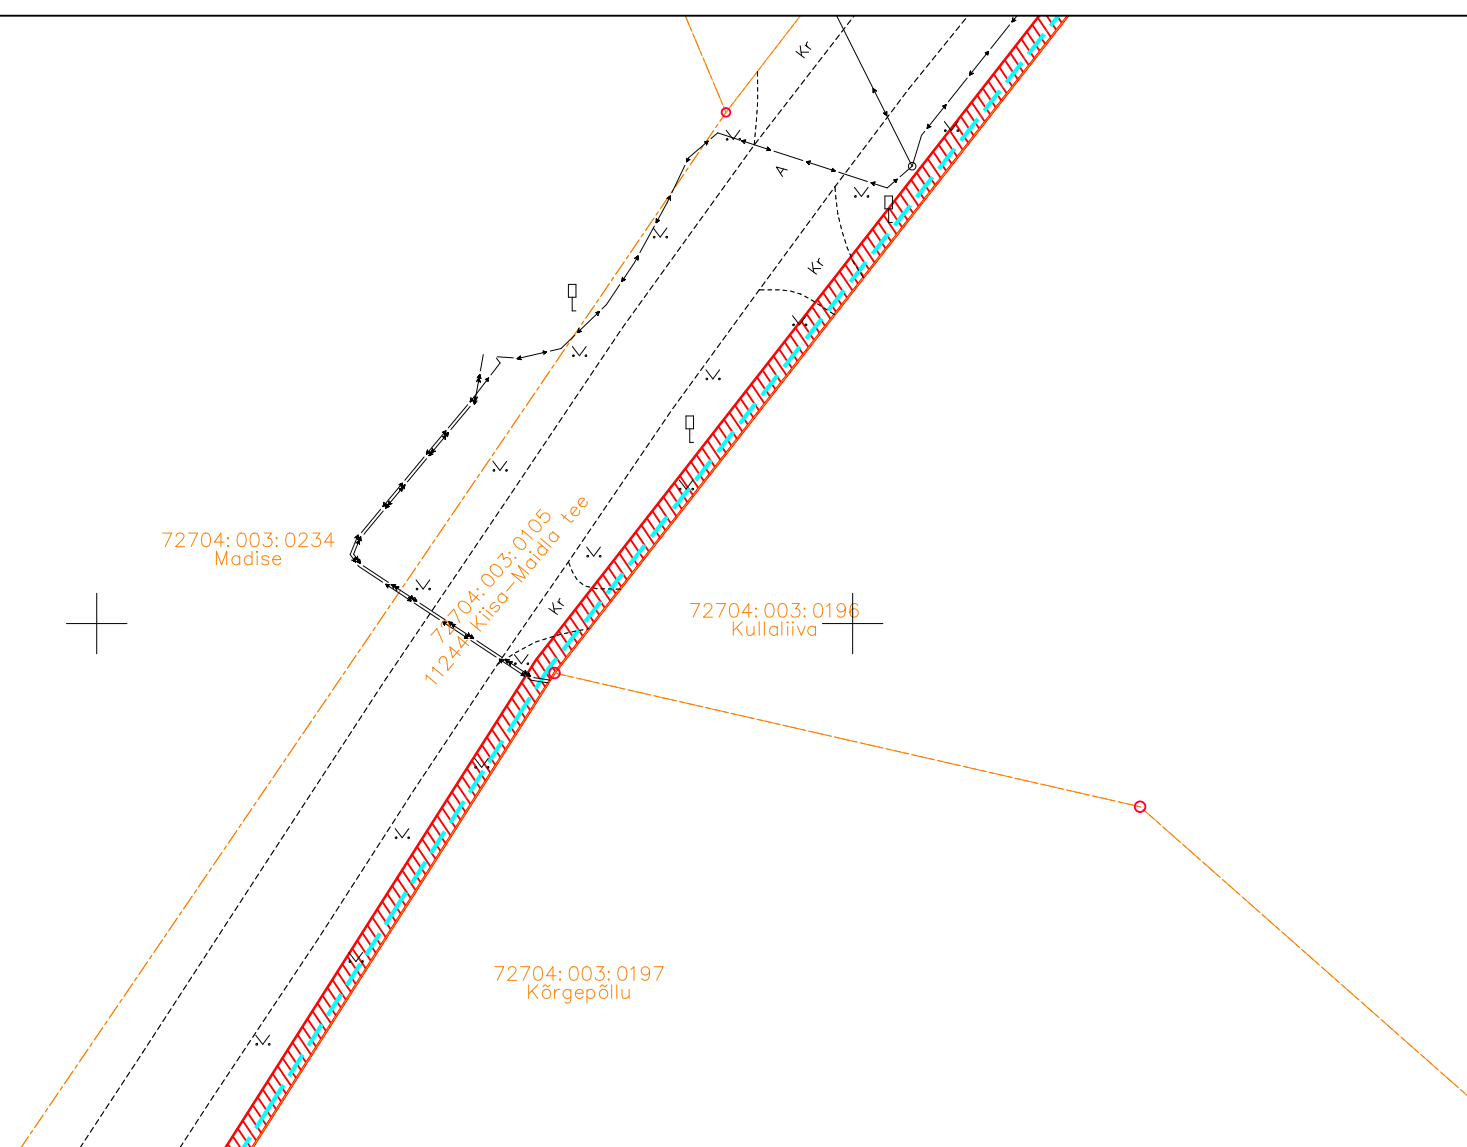 Kr
A
Kr
72704:003:0234
Madise
72704:003:0105
11244 Kiisa-Maidla tee
Kr
72704:003:0196
Kullaliiva
72704:003:0197
Kõrgepõllu